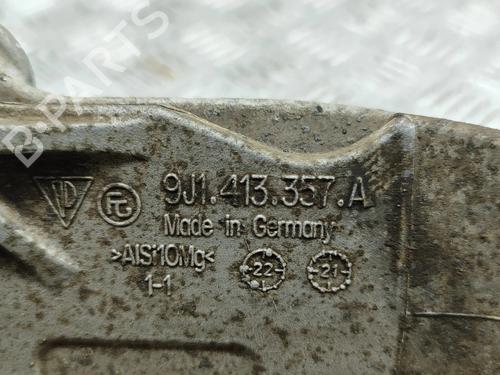 B-PARTS
9J1.413.357.A
Made in Germany
>AlSi10Mg< 22 21
1-1